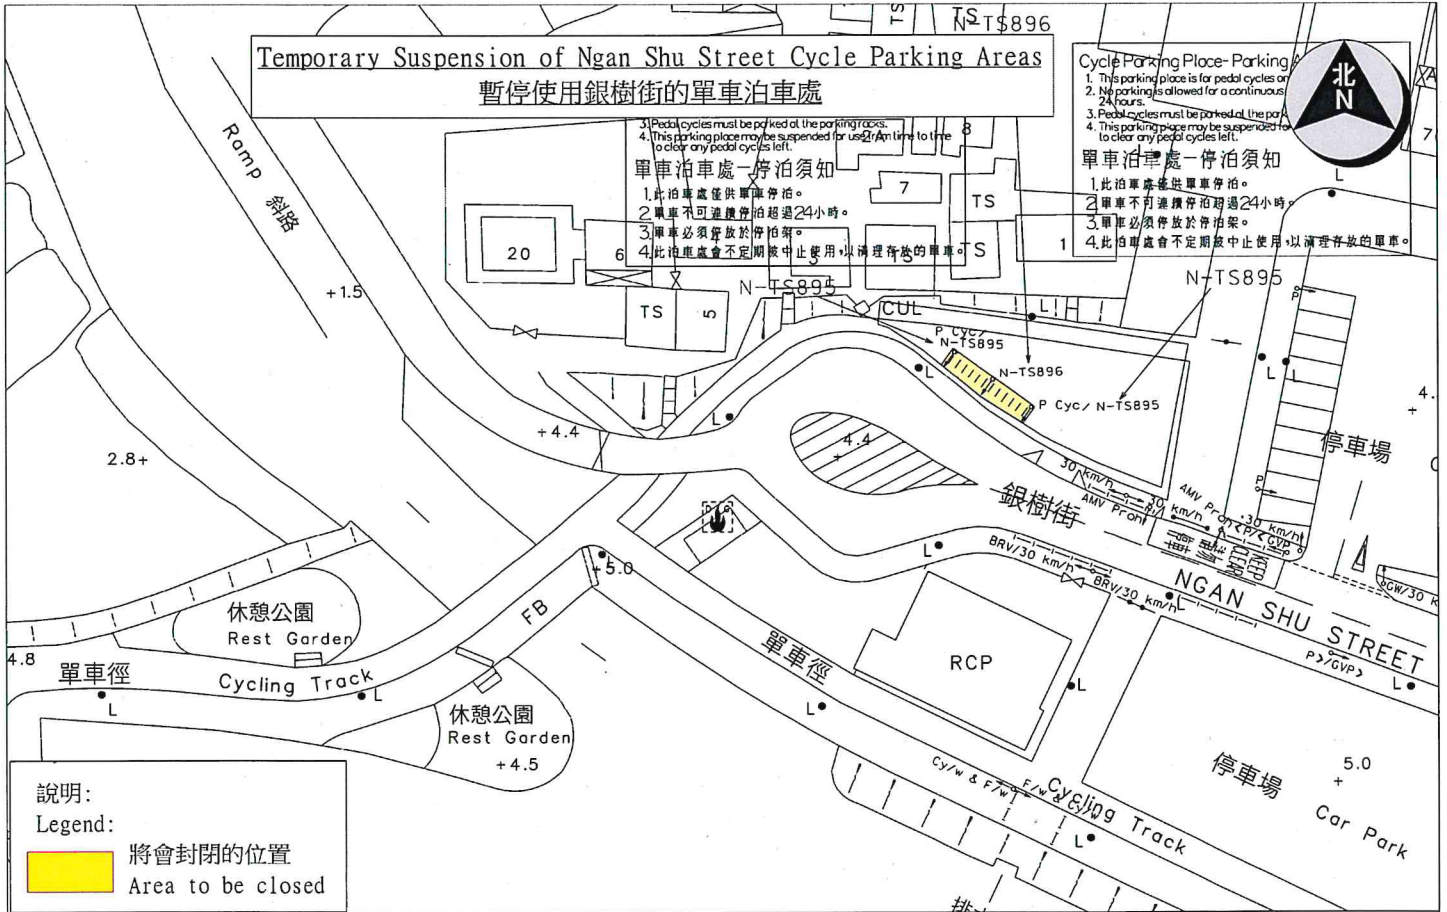 N-TS896
TS
TS
Temporary Suspension of Ngan Shu Street Cycle Parking Areas
暫停使用銀樹街的單車泊車處
Cycle Parking Place-Parking
1. This parking place is for pedal cycles on
2. No parking is allowed for a continuous
24 hours.
3. Pedal cycles must be parked at the park
4. This parking place may be suspended fo
to clear any pedal cycles left.
單車泊車處-停泊須知
1.此泊車處僅供單車停泊。
2.單車不可連續停泊超過24小時。
3.單車必須停放於停泊架。
4.此泊車處會不定期被中止使用,以清理存放的單車。
北
N
3. Pedal cycles must be parked at the parking racks.
4. This parking place may be suspended for use from time to time
to clear any pedal cycles left.
單車泊車處-停泊須知
1.此泊車處僅供單車停泊。
2.單車不可連續停泊超過24小時。
3.單車必須停放於停泊架。
4.此泊車處會不定期被中止使用,以清理存放的單車。
2A
8
7
TS
TS
TS
1
3
4
6
20
TS
5
Ramp 斜路
+1.5
N-TS895
N-TS895
CUL
L
L
P Cyc/
N-TS895
N-TS896
P Cyc/ N-TS895
L
L
L
L
P
P
4.4
+4.4
2.8+
停車場
30 km/h
30 km/h
30 km/h
AMV Proh
AMV Proh
P/
GVP
銀樹街
KEEP
CLEAR
BRV/30 km/h
BRV/30 km/h
L
L
NGAN SHU STREET
GW/30 k
P>/GVP>
L
+5.0
L
FB
休憩公園
Rest Garden
4.8
單車徑
Cycling Track
L
L
休憩公園
Rest Garden
+4.5
單車徑
RCP
L
L
Cy/w & F/w
F/w & Cy/w
Cycling Track
L
停車場
Car Park
5.0
說明:
Legend:
將會封閉的位置
Area to be closed